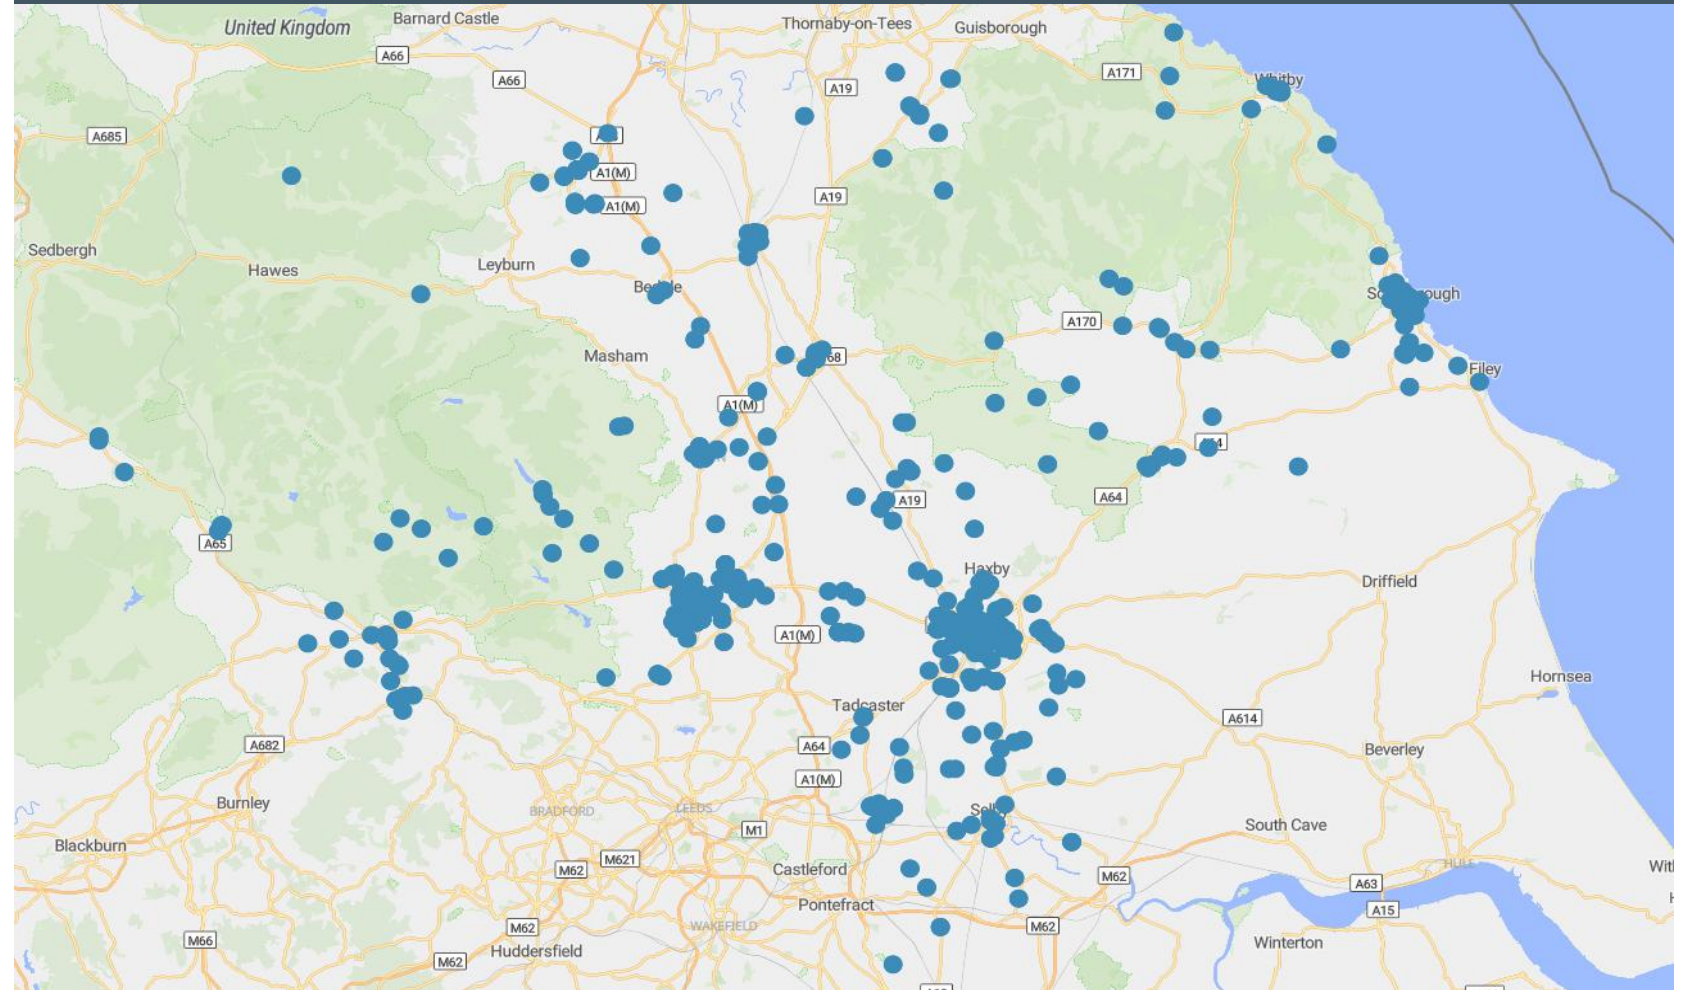 United Kingdom
Barnard Castle
Thornaby-on-Tees
Guisborough
A66
A66
A171
Whitby
A19
A685
A1(M)
A19
A1(M)
Sedbergh
Hawes
Leyburn
A170
Masham
Filey
A1(M)
A64
A19
A65
Haxby
Driffield
A1(M)
Hornsea
Tadcaster
A614
A682
A64
Beverley
A1(M)
Burnley
BRADFORD
LEEDS
South Cave
M1
Blackburn
M621
M62
Castleford
HULL
M62
A63
Pontefract
A15
M62
WAKEFIELD
M62
M66
Huddersfield
Winterton
M62